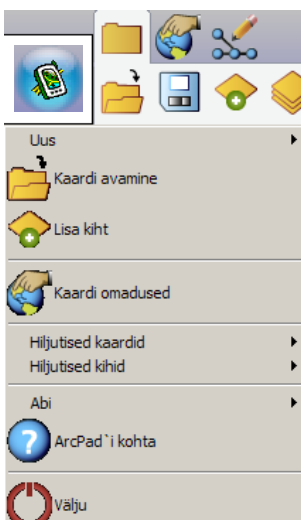 Uus
Kaardi avamine
Lisa kiht
Kaardi omadused
Hiljutised kaardid
Hiljutised kihid
Abi
ArcPad`i kohta
Välju